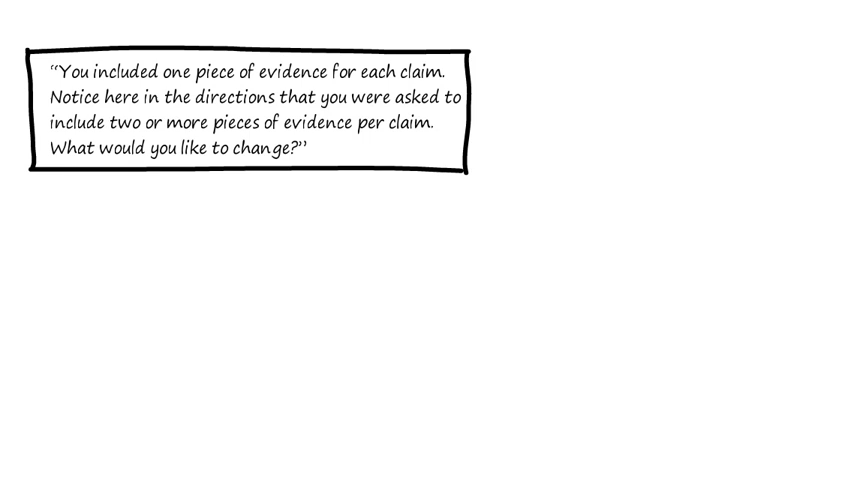 “You included one piece of evidence for each claim.
Notice here in the directions that you were asked to
include two or more pieces of evidence per claim.
What would you like to change?”